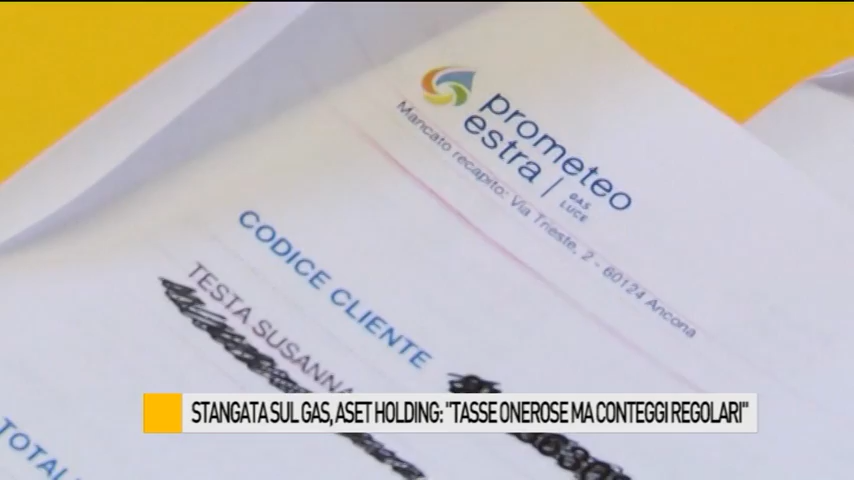 prometeo
estra | GAS
LUCE
Mancato recapito: Via Trieste, 2 - 60124 Ancona
CODICE CLIENTE
TESTA SUSANNA
STANGATA SUL GAS, ASET HOLDING: "TASSE ONEROSE MA CONTEGGI REGOLARI"